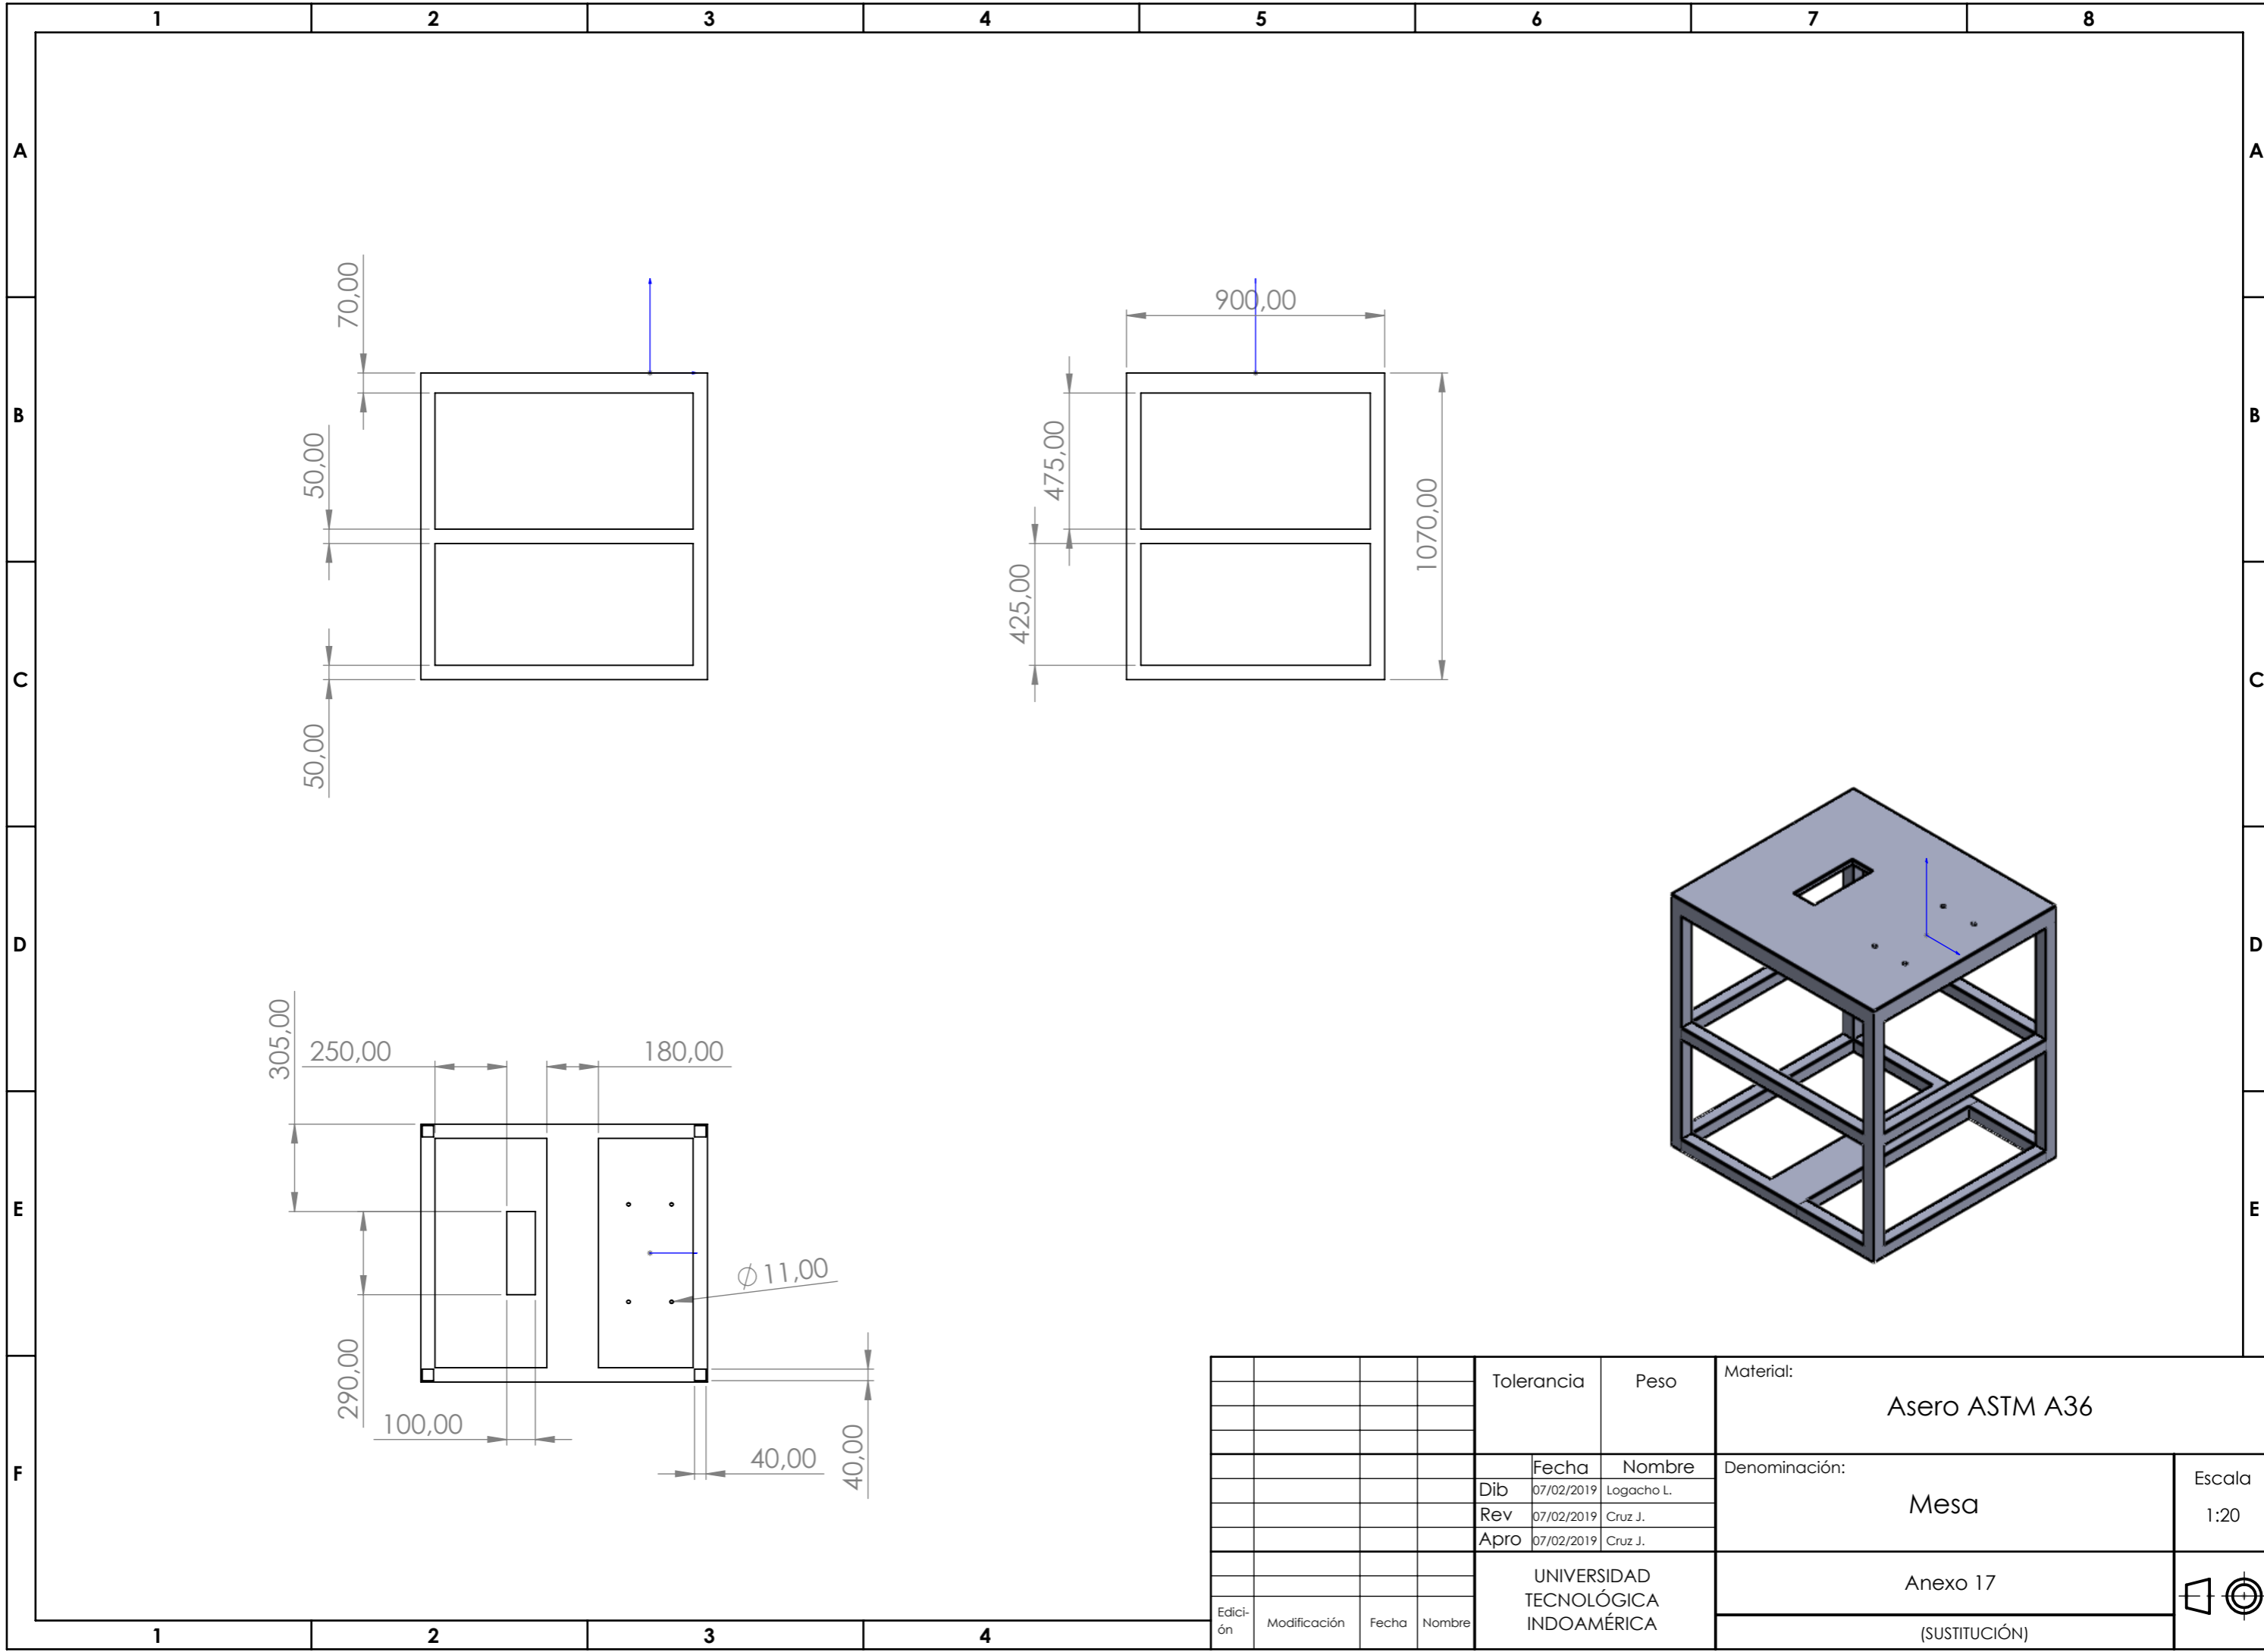 1 2 3 4 5 6 7 8
A A
70,00
900,00
B B
50,00
475,00
1070,00
425,00
C C
50,00
D D
305,00
250,00 180,00
E E
Ø 11,00
290,00
100,00
40,00
40,00
F
Tolerancia Peso
Material:
Asero ASTM A36
Fecha Nombre
Dib 07/02/2019 Logacho L.
Rev 07/02/2019 Cruz J.
Apro 07/02/2019 Cruz J.
Denominación:
Mesa
Escala
1:20
UNIVERSIDAD
TECNOLÓGICA
INDOAMÉRICA
Anexo 17
(SUSTITUCIÓN)
Edici-
ón Modificación Fecha Nombre
1 2 3 4